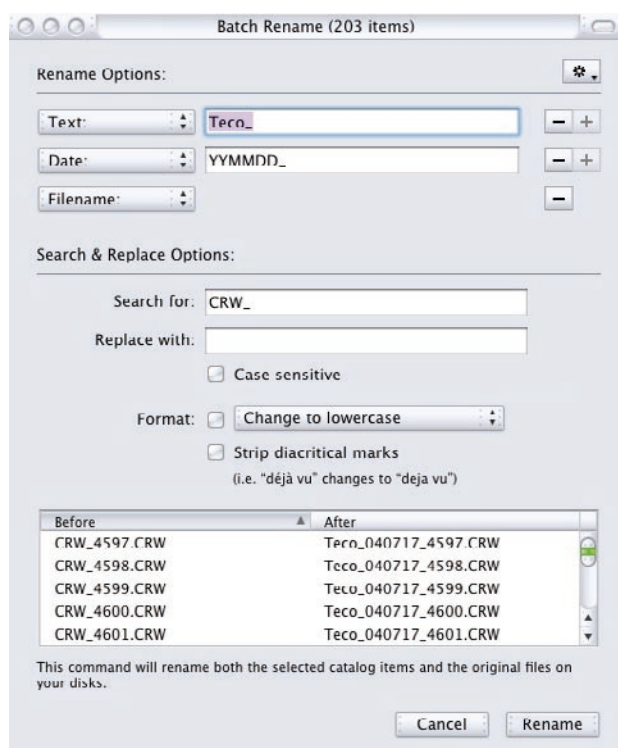 Batch Rename (203 items)
Rename Options:
Text: Teco_
Date: YYMMDD_
Filename:
Search & Replace Options:
Search for: CRW_
Replace with:
Case sensitive
Format: Change to lowercase
Strip diacritical marks
(i.e. “déjà vu” changes to “deja vu”)
Before After
CRW_4597.CRW Teco_040717_4597.CRW
CRW_4598.CRW Teco_040717_4598.CRW
CRW_4599.CRW Teco_040717_4599.CRW
CRW_4600.CRW Teco_040717_4600.CRW
CRW_4601.CRW Teco_040717_4601.CRW
This command will rename both the selected catalog items and the original files on
your disks.
Cancel Rename